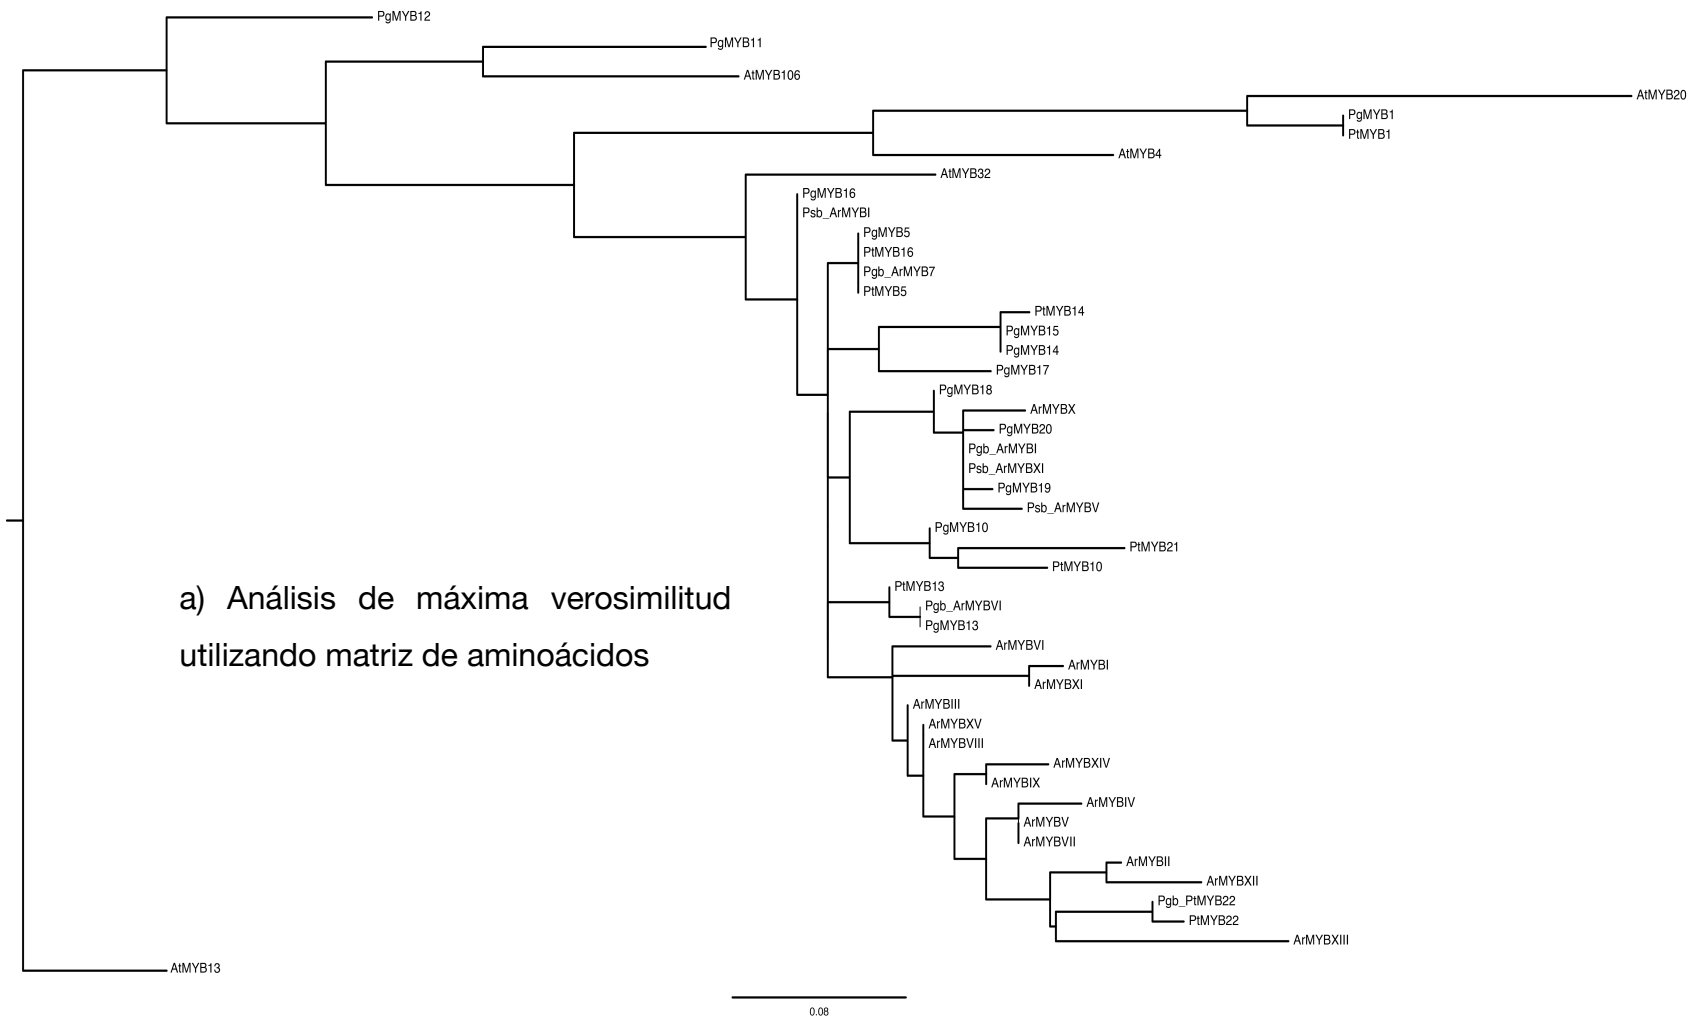 PgMYB12
PgMYB11
AtMYB106
AtMYB20
PgMYB1
PtMYB1
AtMYB4
AtMYB32
PgMYB16
Psb_ArMYBI
PgMYB5
PtMYB16
Pgb_ArMYB7
PtMYB5
PtMYB14
PgMYB15
PgMYB14
PgMYB17
PgMYB18
ArMYBX
PgMYB20
Pgb_ArMYBI
Psb_ArMYBXI
PgMYB19
Psb_ArMYBV
PgMYB10
PtMYB21
PtMYB10
PtMYB13
Pgb_ArMYBVI
PgMYB13
ArMYBVI
ArMYBI
ArMYBXI
ArMYBIII
ArMYBXV
ArMYBVIII
ArMYBXIV
ArMYBIX
ArMYBIV
ArMYBV
ArMYBVII
ArMYBII
ArMYBXII
Pgb_PtMYB22
PtMYB22
ArMYBXIII
AtMYB13
a) Análisis de máxima verosimilitud
utilizando matriz de aminoácidos
0.08